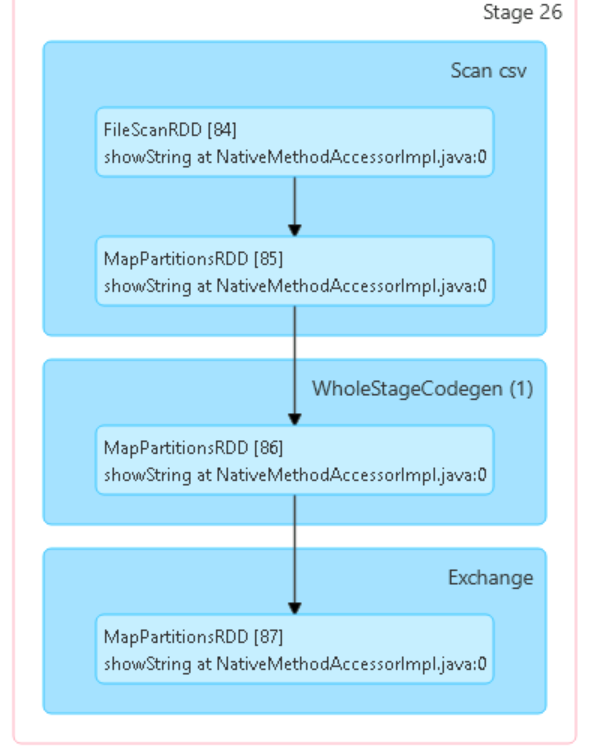 Stage 26
Scan csv
FileScanRDD [84]
showString at NativeMethodAccessorImpl.java:0
MapPartitionsRDD [85]
showString at NativeMethodAccessorImpl.java:0
WholeStageCodegen (1)
MapPartitionsRDD [86]
showString at NativeMethodAccessorImpl.java:0
Exchange
MapPartitionsRDD [87]
showString at NativeMethodAccessorImpl.java:0